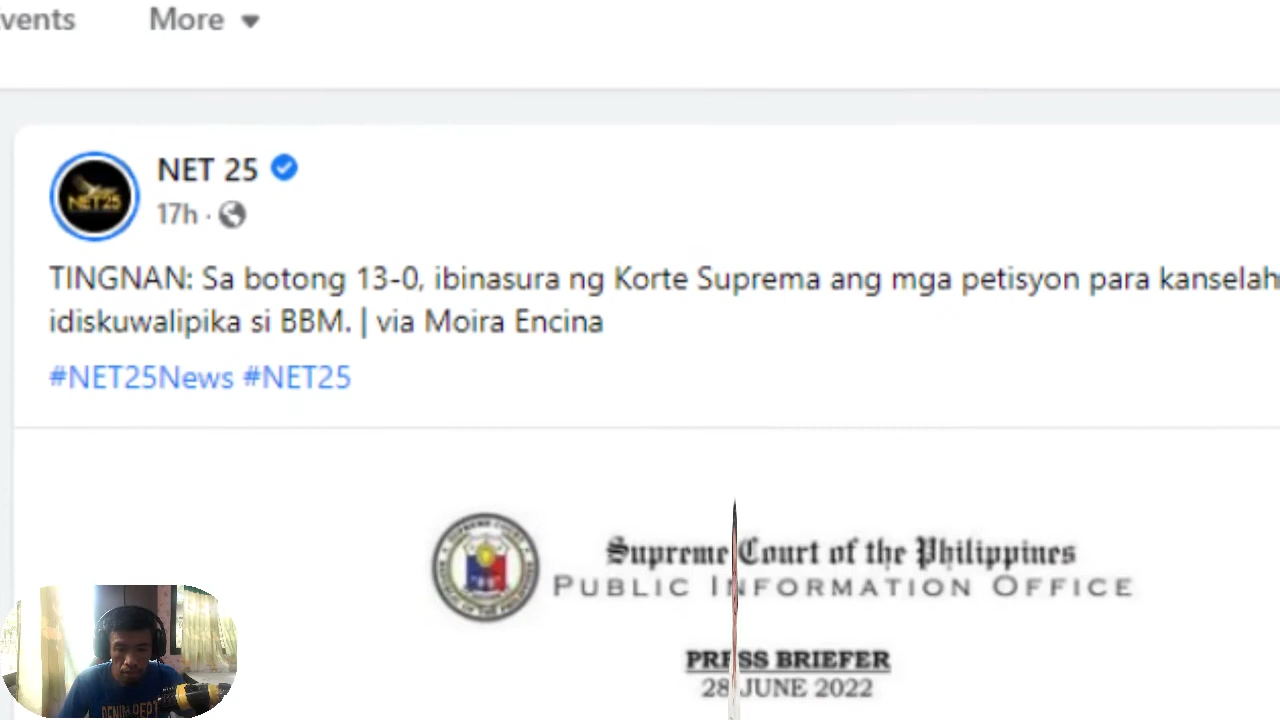 More
NET 25
17h ·
TINGNAN: Sa botong 13-0, ibinasura ng Korte Suprema ang mga petisyon para
idiskuwalipika si BBM. | via Moira Encina
#NET25News #NET25
NET25
Supreme Court of the Philippines
PUBLIC INFORMATION OFFICE
PRESS BRIEFER
28 JUNE 2022